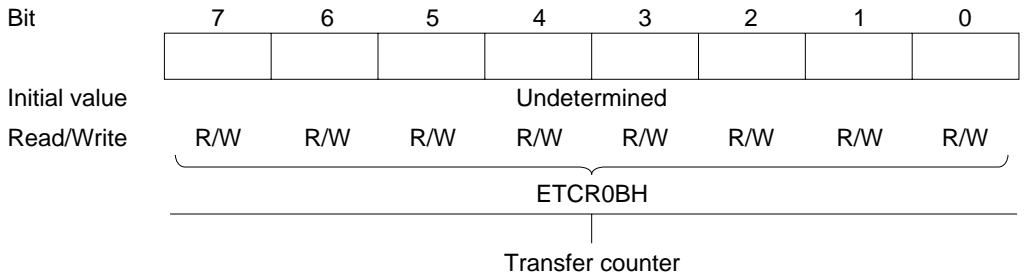 Bit 7 6 5 4 3 2 1 0
Initial value Undetermined
Read/Write R/W R/W R/W R/W R/W R/W R/W R/W
ETCR0BH
Transfer counter